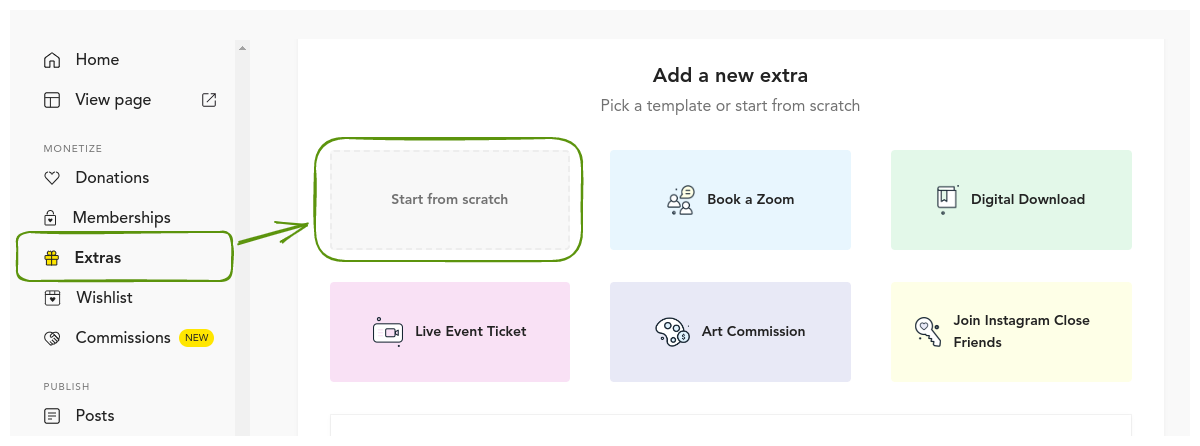 Home
View page
MONETIZE
Donations
Memberships
Extras
Wishlist
Commissions NEW
PUBLISH
Posts
Add a new extra
Pick a template or start from scratch
Start from scratch
Book a Zoom
Digital Download
Live Event Ticket
Art Commission
Join Instagram Close
Friends